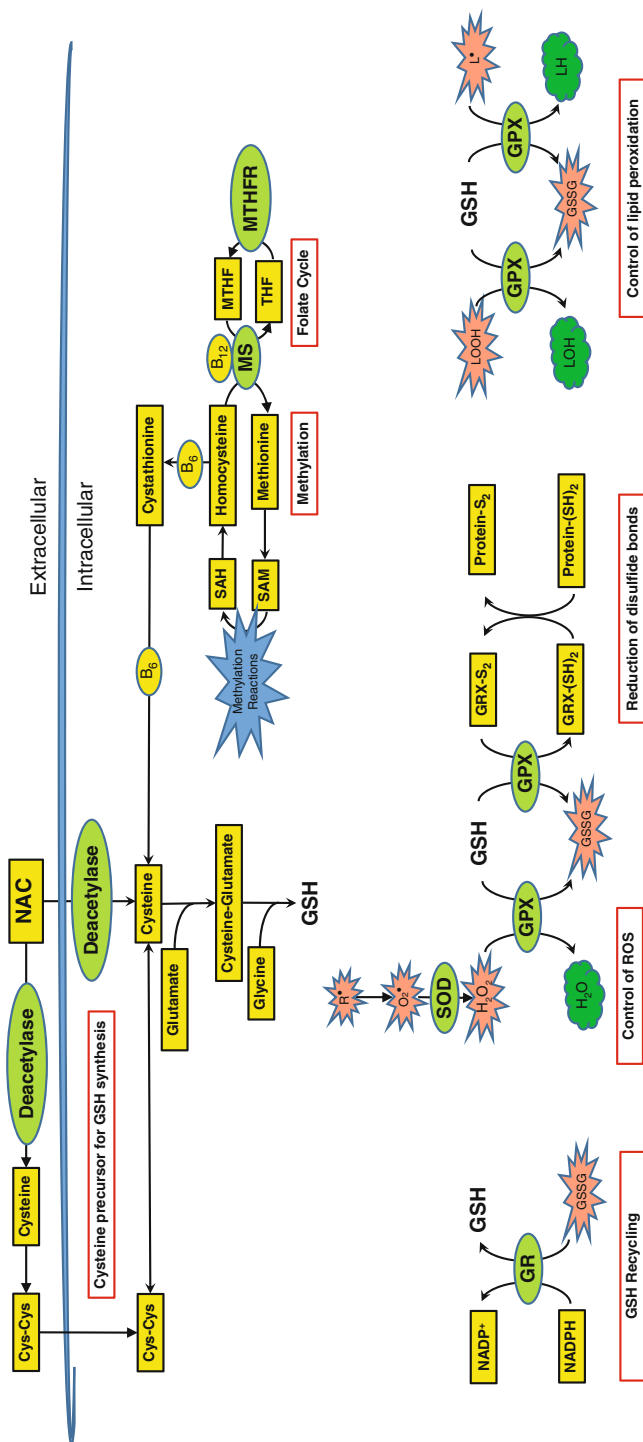 Extracellular
Intracellular
NAC
Deacetylase
Deacetylase
Cysteine
Cys-Cys
Cysteine precursor for GSH synthesis
Cys-Cys
Cysteine
B6
Cystathionine
B6
Glutamate
Cysteine-Glutamate
Glycine
GSH
Methylation
Reactions
SAH
SAM
Homocysteine
Methionine
B12
MS
MTHF
THF
MTHFR
Methylation
Folate Cycle
NADP+
NADPH
GR
GSH
GSSG
GSH Recycling
R•
O2•
SOD
H2O2
GPX
H2O
GSH
GSSG
Control of ROS
GPX
GRX-S2
GRX-(SH)2
Protein-S2
Protein-(SH)2
Reduction of disulfide bonds
LOOH
GPX
LOH
GSH
GSSG
GPX
L•
LH
Control of lipid peroxidation